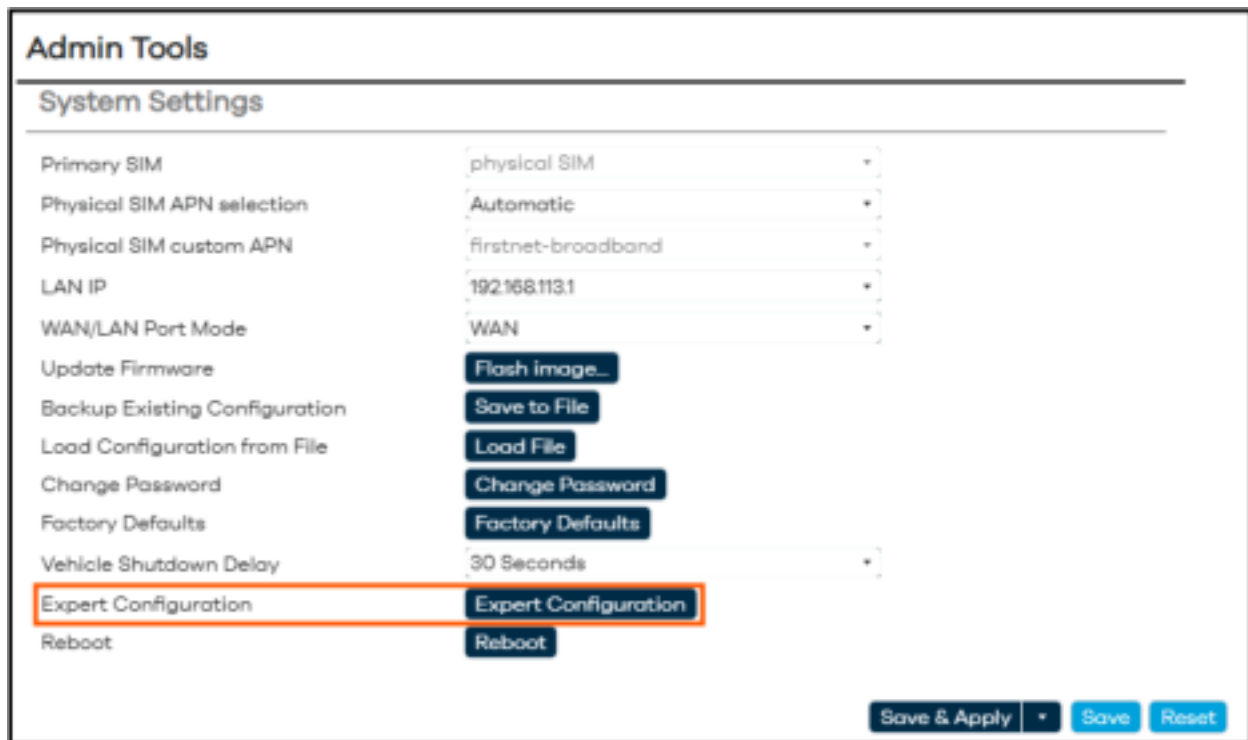 Admin Tools
System Settings
Primary SIM physical SIM
Physical SIM APN selection Automatic
Physical SIM custom APN firstnet-broadband
LAN IP 192.168.113.1
WAN/LAN Port Mode WAN
Update Firmware Flash image...
Backup Existing Configuration Save to File
Load Configuration from File Load File
Change Password Change Password
Factory Defaults Factory Defaults
Vehicle Shutdown Delay 30 Seconds
Expert Configuration Expert Configuration
Reboot Reboot
Save & Apply Save Reset